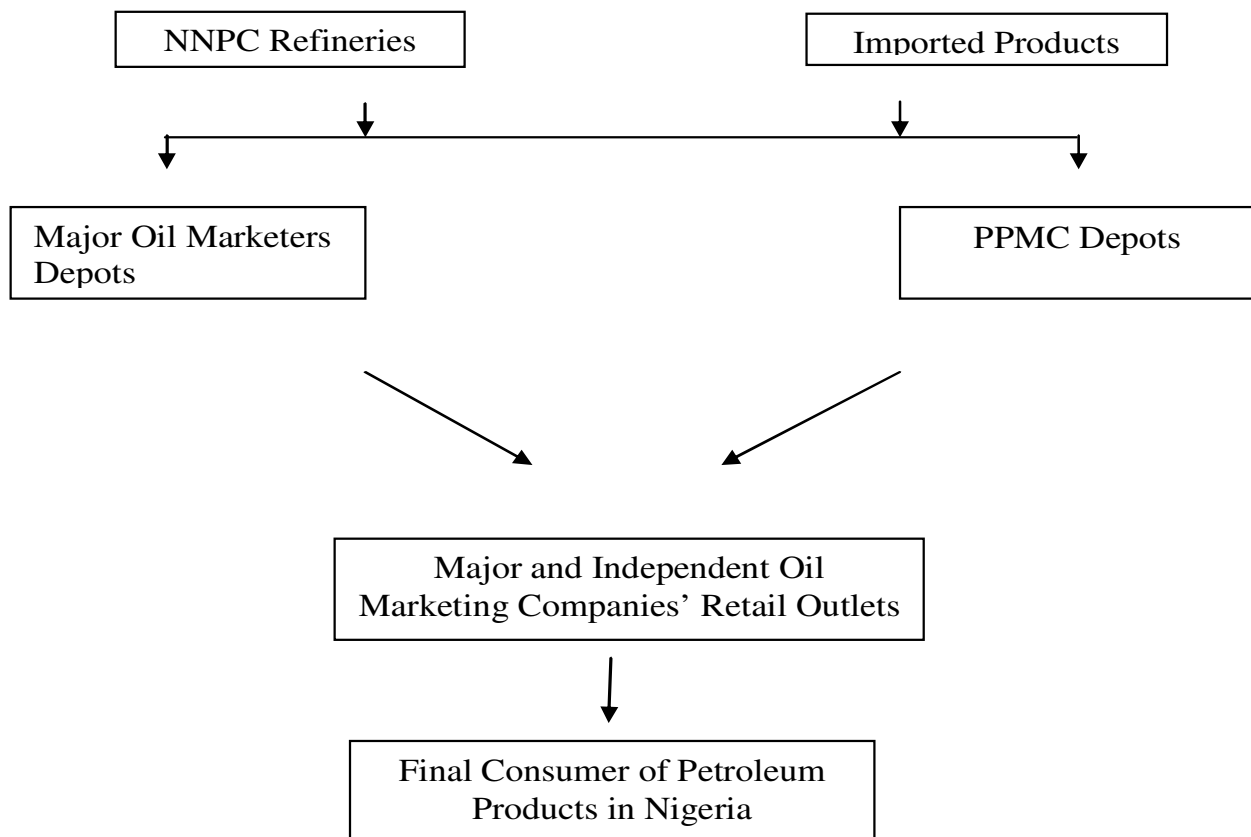 NNPC Refineries
Imported Products
Major Oil Marketers
Depots
PPMC Depots
Major and Independent Oil
Marketing Companies’ Retail Outlets
Final Consumer of Petroleum
Products in Nigeria